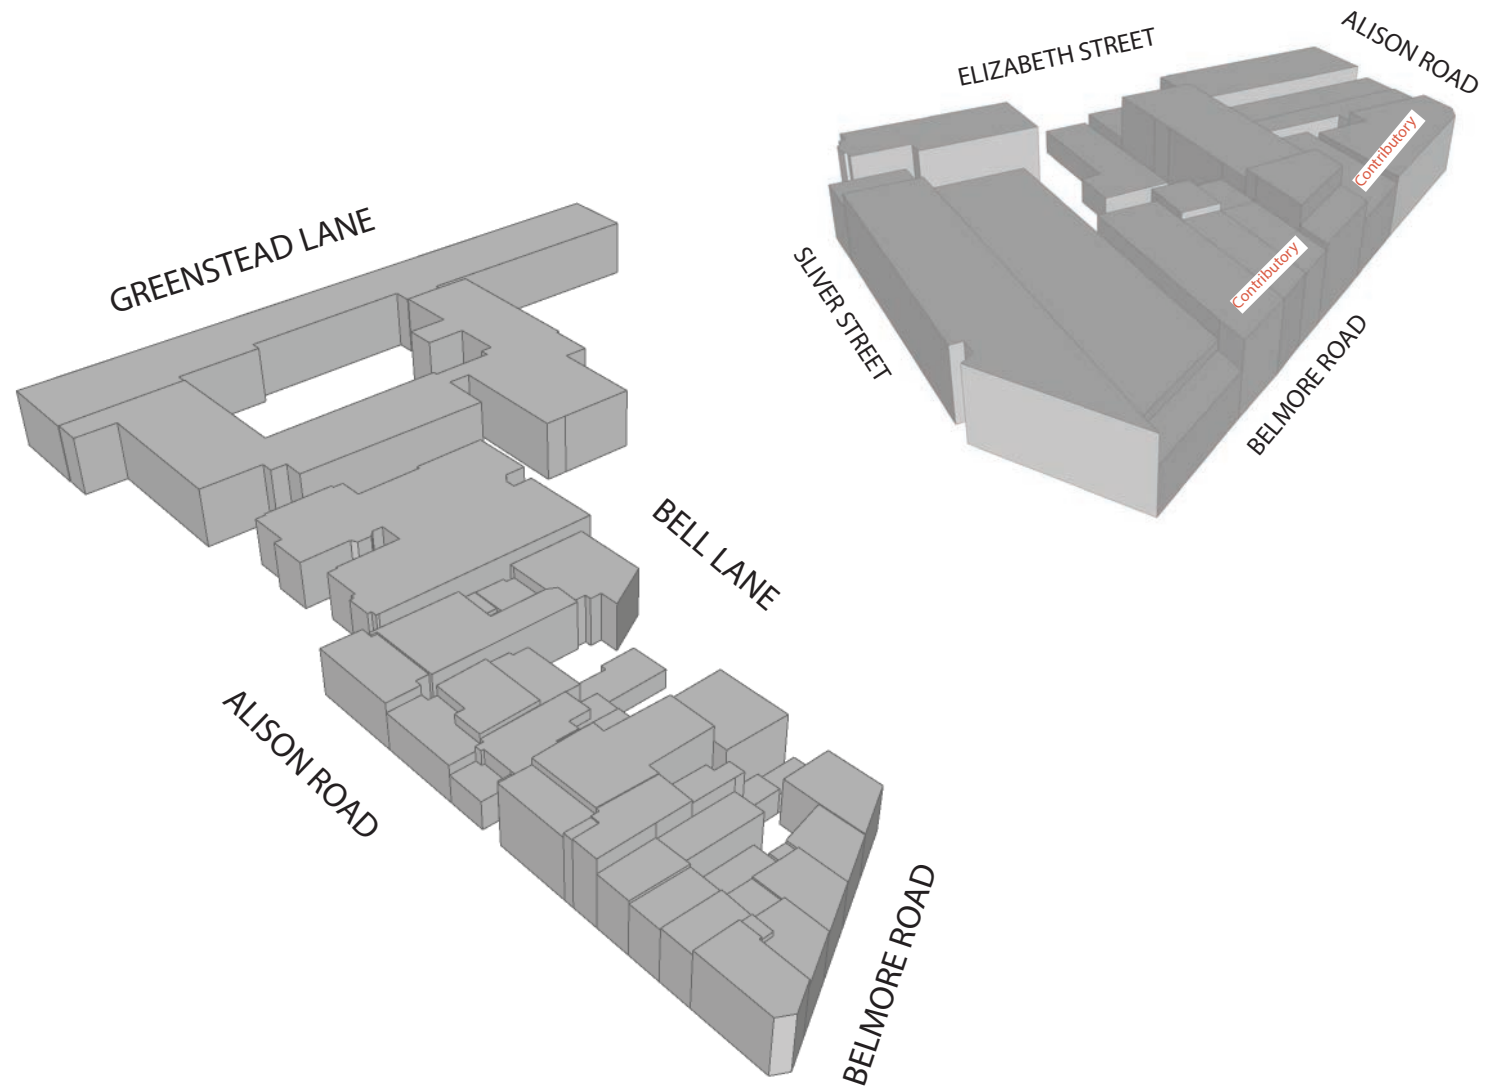 ALISON ROAD
ELIZABETH STREET
Contributory
GREENSTEAD LANE
Contributory
SLIVER STREET
BELMORE ROAD
BELL LANE
ALISON ROAD
BELMORE ROAD